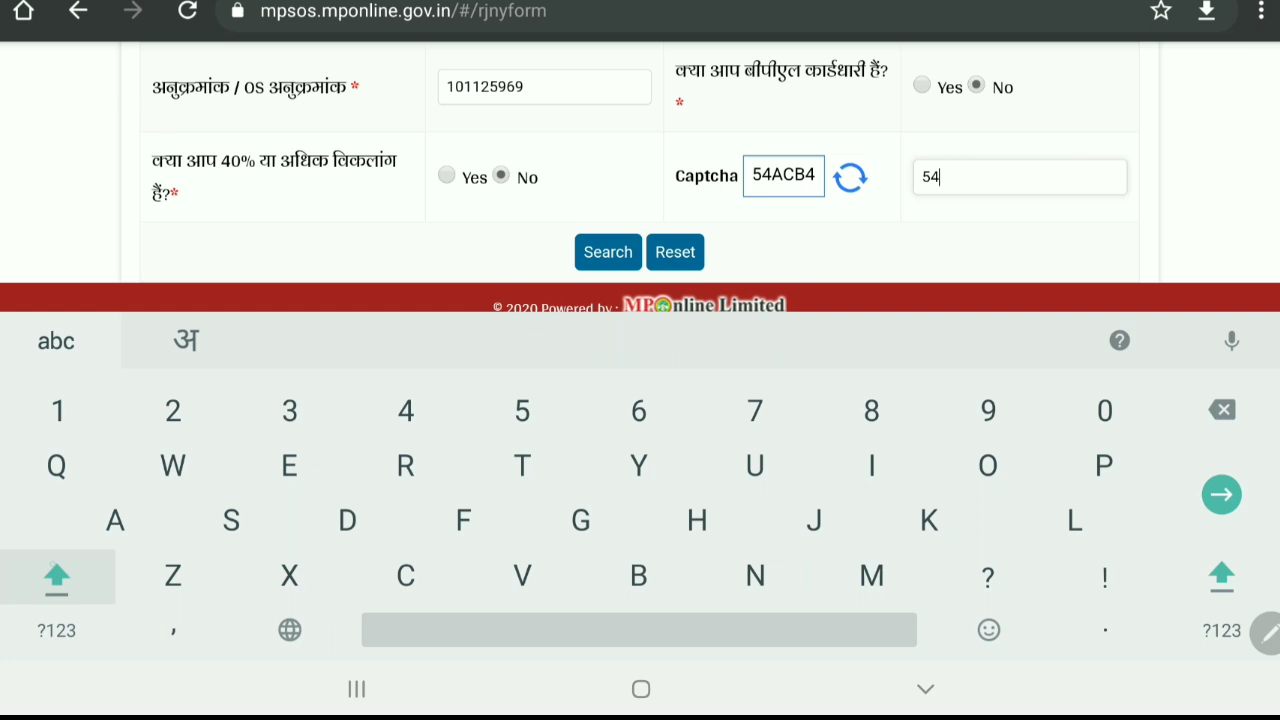 mpsos.mponline.gov.in/#/rjnyform
अनुक्रमांक / OS अनुक्रमांक * 101125969 क्या आप बीपीएल कार्डधारी हैं? * Yes No
क्या आप 40% या अधिक विकलांग हैं?* Yes No Captcha 54ACB4 54
Search Reset
© 2020 Powered by : MPOnline Limited
abc अ ?
1 2 3 4 5 6 7 8 9 0
Q W E R T Y U I O P
A S D F G H J K L
Z X C V B N M ? !
?123 , . ?123